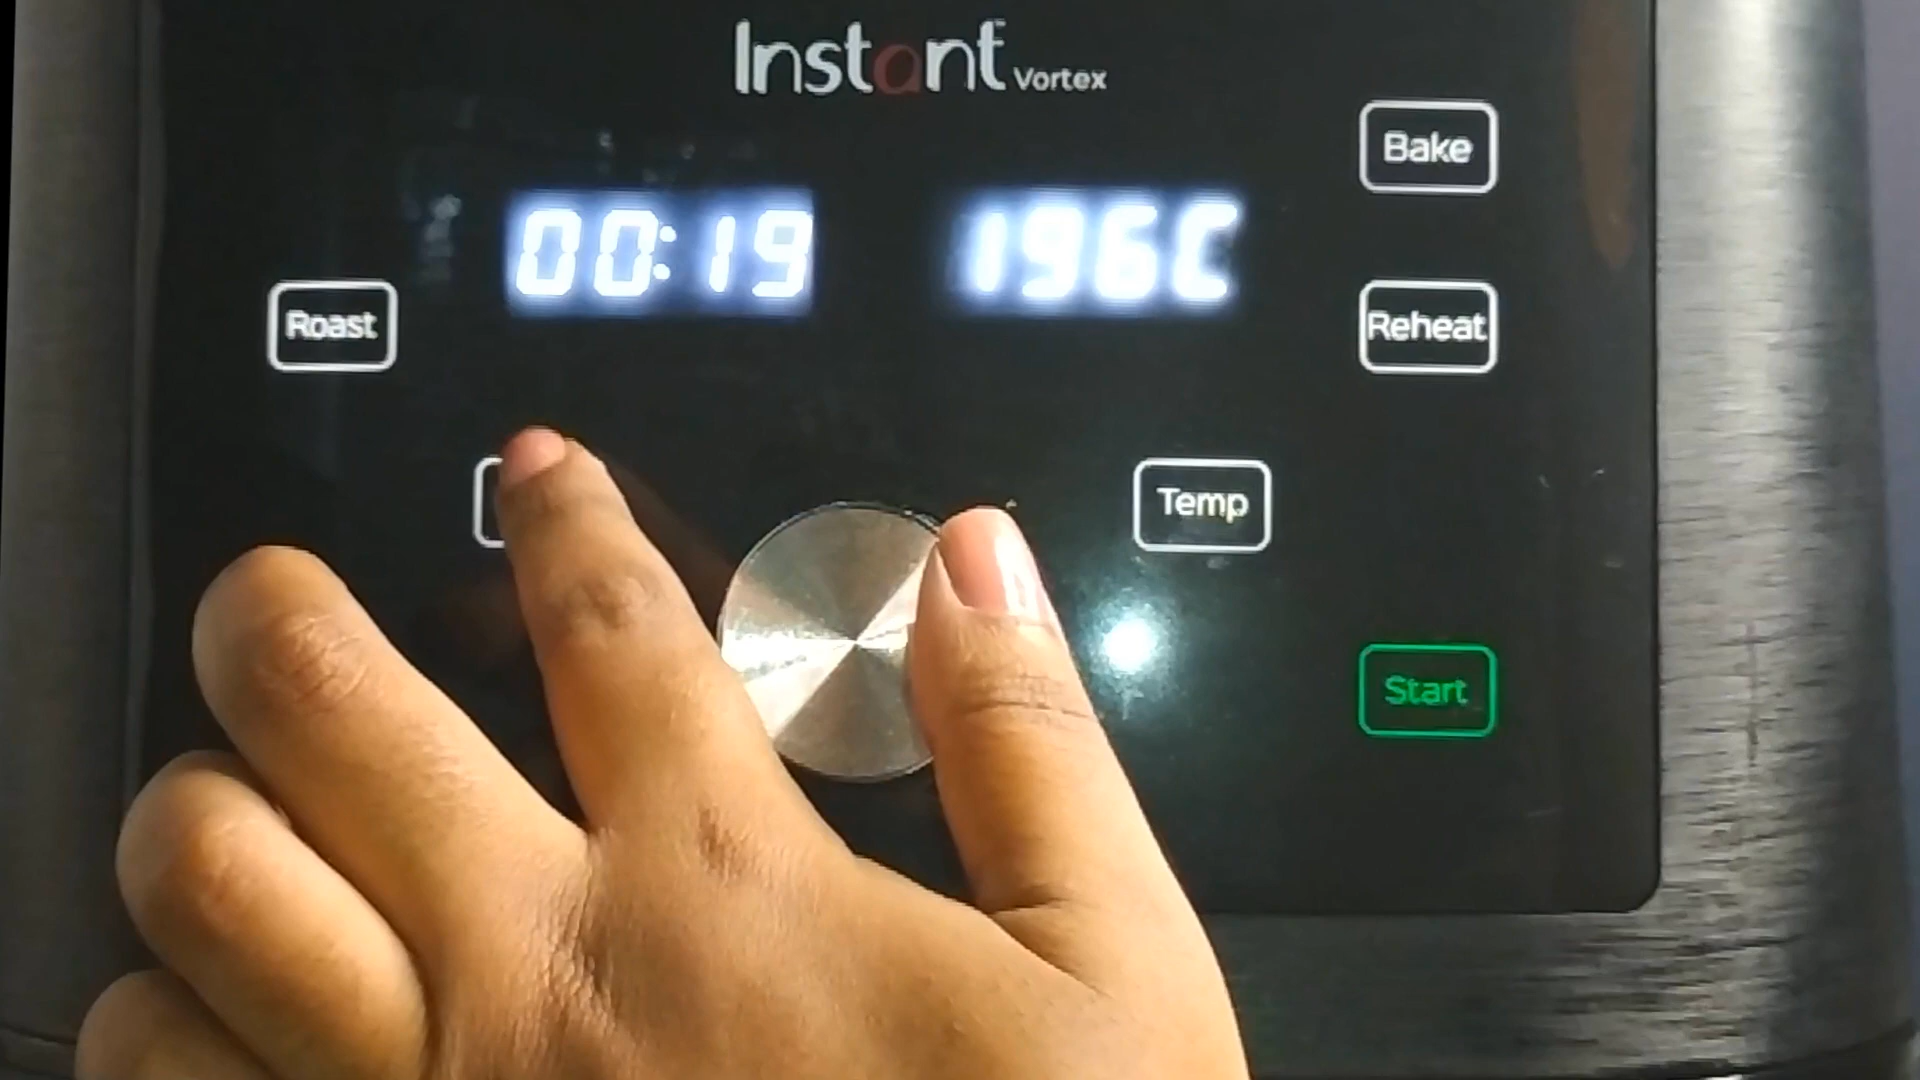 Instant Vortex
Bake
00:19 196C
Roast
Reheat
Temp
Start